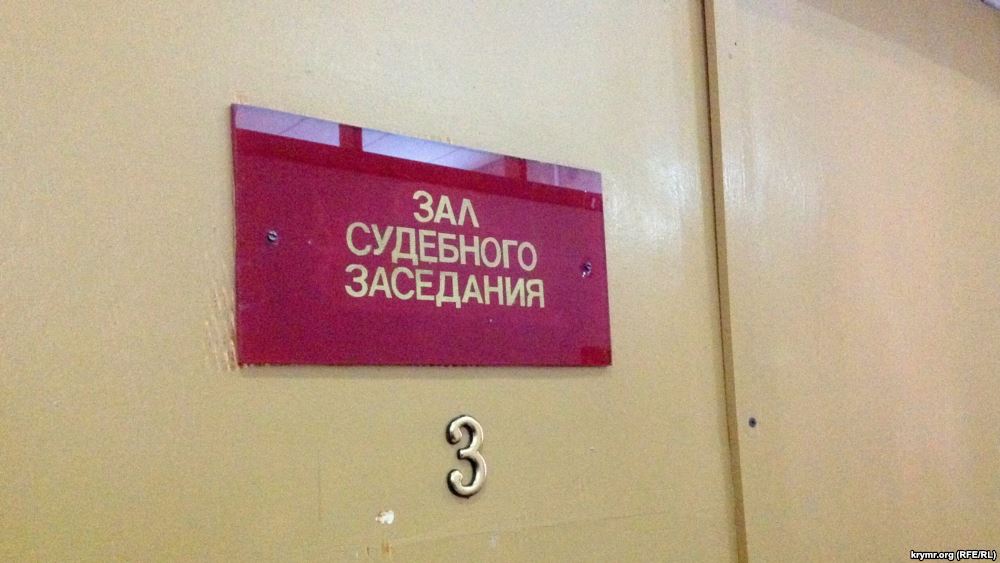 ЗАЛ
СУДЕБНОГО
ЗАСЕДАНИЯ
3
krymr.org (RFE/RL)